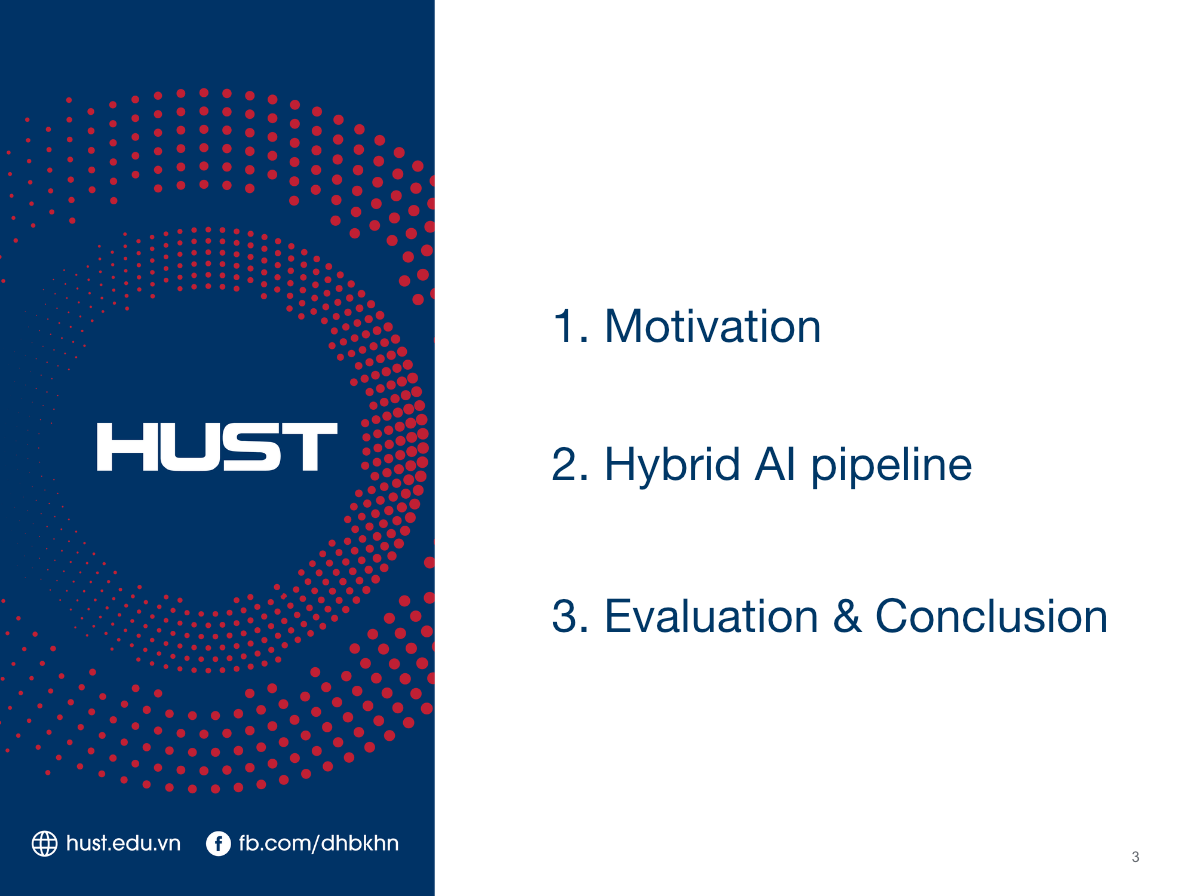 HUST
hust.edu.vn
fb.com/dhbkhn
1. Motivation
2. Hybrid AI pipeline
3. Evaluation & Conclusion
3